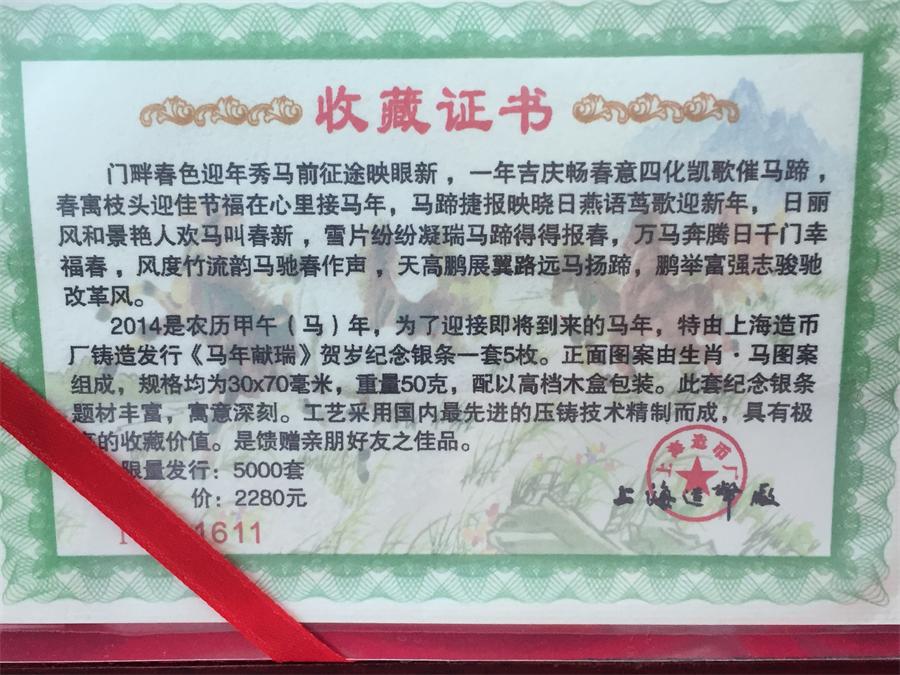 收藏证书
门畔春色迎年秀马前征途映眼新，一年吉庆畅春意四化凯歌催马蹄，
春寓枝头迎佳节福在心里接马年，马蹄捷报映晓日燕语莺歌迎新年， 日丽
风和景艳人欢马叫春新，雪片纷纷凝瑞马蹄得得报春，万马奔腾日千门幸
福春，风度竹流韵马驰春作声，天高鹏展翼路远马扬蹄，鹏举富强志骏驰
改革风。
2014是农历甲午（马）年，为了迎接即将到来的马年，特由上海造币
厂铸造发行《马年献瑞》贺岁纪念银条一套5枚。正面图案由生肖·马图案
组成，规格均为30x70毫米，重量50克，配以高档木盒包装。此套纪念银条
题材丰富，寓意深刻。工艺采用国内最先进的压铸技术精制而成，具有极
的收藏价值。是馈赠亲朋好友之佳品。
限量发行：5000套
价：2280元
上海造币厂
上海造币厂
1611